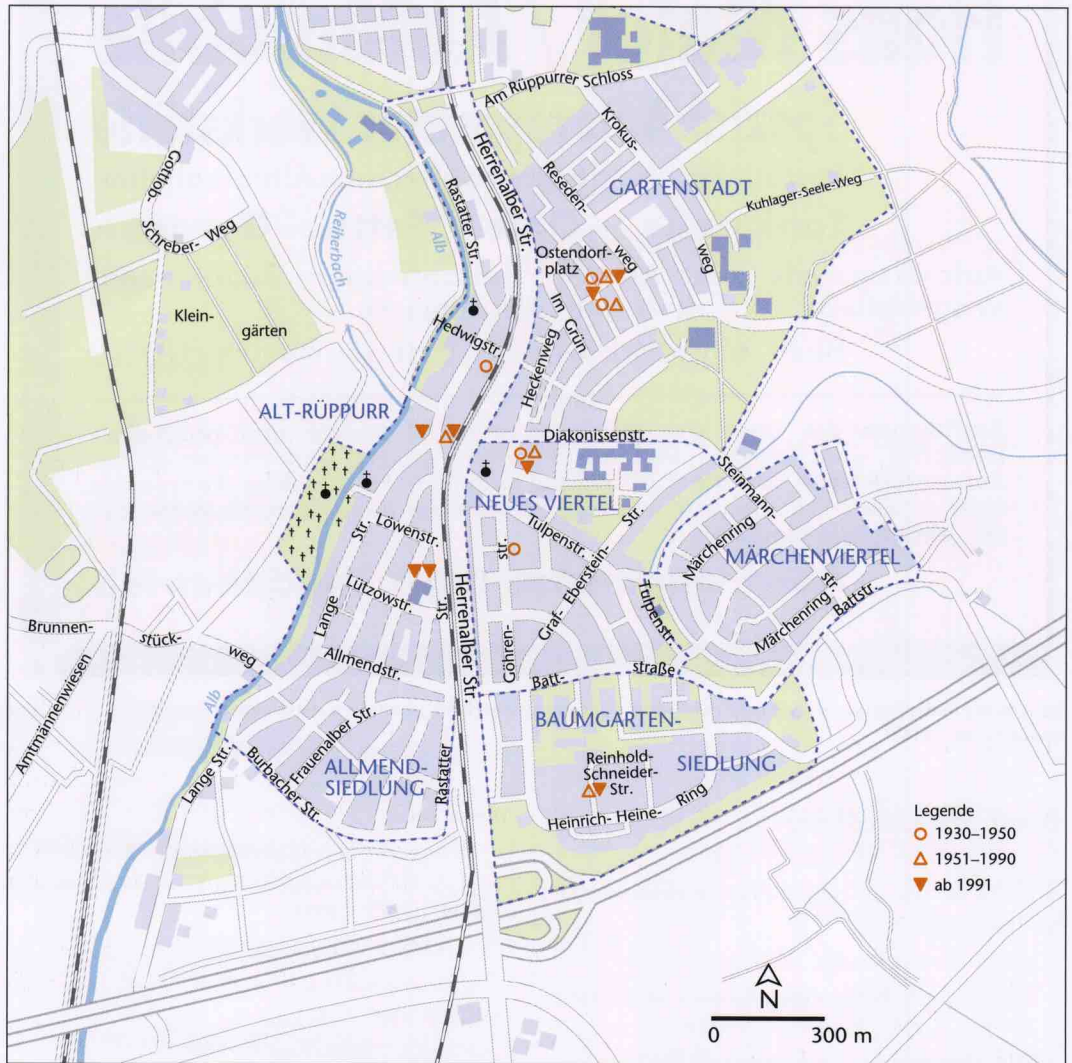 Am Rüppurrer Schloss
Krokus-
Reseden-
Herrenalber Str.
GARTENSTADT
Gottlob-
Schreber- Weg
Rastatter Str.
Alb
Reiherbach
Kuhlager-Seele-Weg
weg
weg
Ostendorf-
platz
Im Grün
Klein-
gärten
Hedwigstr.
Heckenweg
ALT-RÜPPURR
Diakonissenstr.
Steinmann-
str.
NEUES VIERTEL
Tulpenstr.
Löwenstr.
Str.
Lange
Lützowstr.
Str.
Graf- Eberstein-
Märchenring
MÄRCHENVIERTEL
Märchenring
Battstr.
Tulpenstr.
Göhren-
str.
Herrenalber Str.
Brunnen-
stück-
weg
Allmendstr.
Batt-
straße
Amtmännenwiesen
Alb
BAUMGARTEN-
SIEDLUNG
Lange Str.
Burbacher Str.
Frauenalber Str.
ALLMEND-
SIEDLUNG
Rastatter
Str.
Reinhold-
Schneider-
Str.
Heinrich- Heine-
Ring
Legende
1930–1950
1951–1990
ab 1991
N
0 300 m